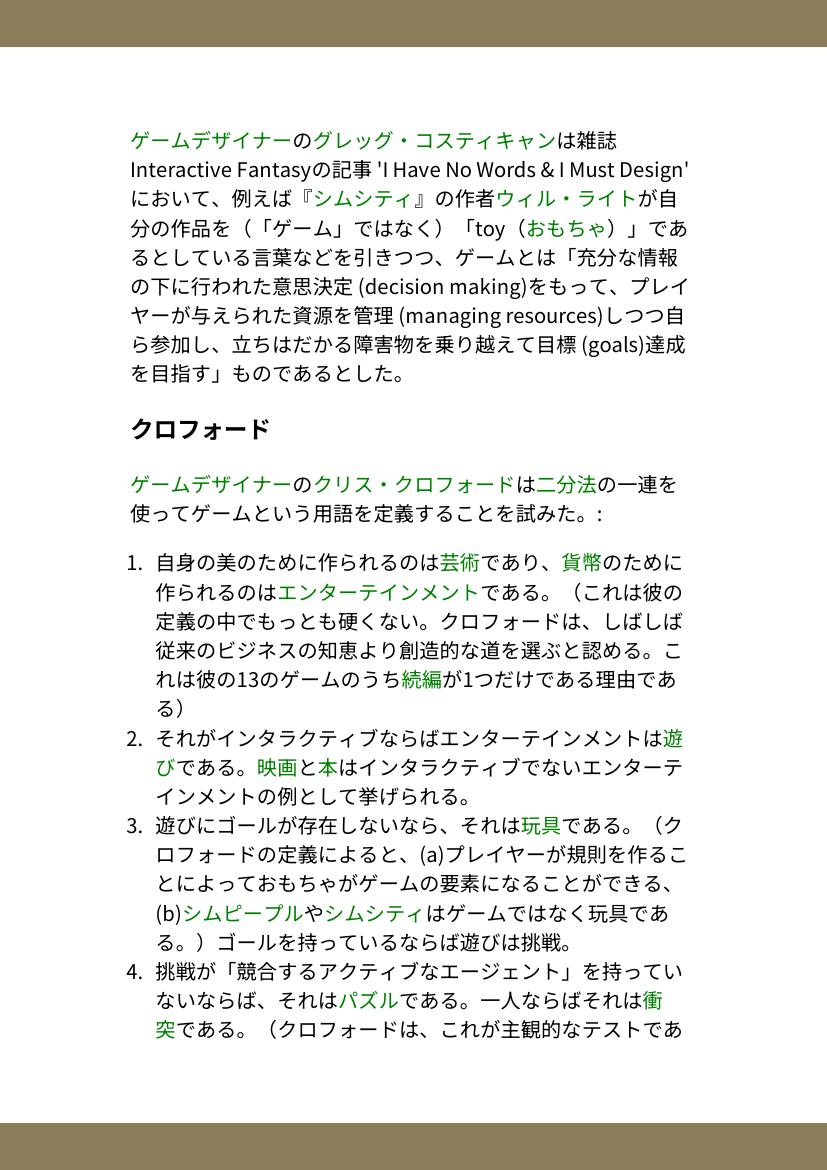 ゲームデザイナーのグレッグ・コスティキャンは雑誌
Interactive Fantasyの記事 'I Have No Words & I Must Design'
において、例えば『シムシティ』の作者ウィル・ライトが自
分の作品を（「ゲーム」ではなく）「toy（おもちゃ）」であ
るとしている言葉などを引きつつ、ゲームとは「充分な情報
の下に行われた意思決定 (decision making)をもって、プレイ
ヤーが与えられた資源を管理 (managing resources)しつつ自
ら参加し、立ちはだかる障害物を乗り越えて目標 (goals)達成
を目指す」ものであるとした。
クロフォード
ゲームデザイナーのクリス・クロフォードは二分法の一連を
使ってゲームという用語を定義することを試みた。:
1. 自身の美のために作られるのは芸術であり、貨幣のために
作られるのはエンターテインメントである。（これは彼の
定義の中でもっとも硬くない。クロフォードは、しばしば
従来のビジネスの知恵より創造的な道を選ぶと認める。こ
れは彼の13のゲームのうち続編が1つだけである理由であ
る）
2. それがインタラクティブならばエンターテインメントは遊
びである。映画と本はインタラクティブでないエンターテ
インメントの例として挙げられる。
3. 遊びにゴールが存在しないなら、それは玩具である。（ク
ロフォードの定義によると、(a)プレイヤーが規則を作るこ
とによっておもちゃがゲームの要素になることができる、
(b)シムピープルやシムシティはゲームではなく玩具であ
る。）ゴールを持っているならば遊びは挑戦。
4. 挑戦が「競合するアクティブなエージェント」を持ってい
ないならば、それはパズルである。一人ならばそれは衝
突である。（クロフォードは、これが主観的なテストであ